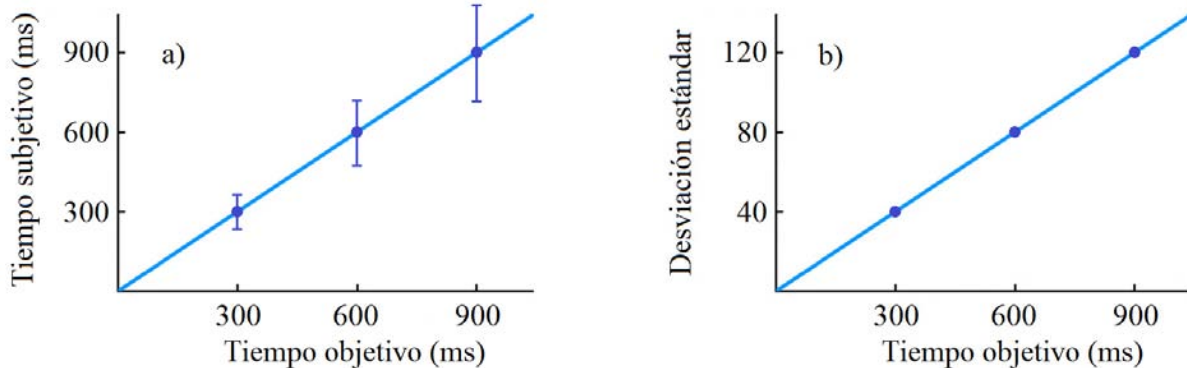 Tiempo subjetivo (ms)
a)
900
600
300
300 600 900
Tiempo objetivo (ms)
Desviación estándar
b)
120
80
40
300 600 900
Tiempo objetivo (ms)